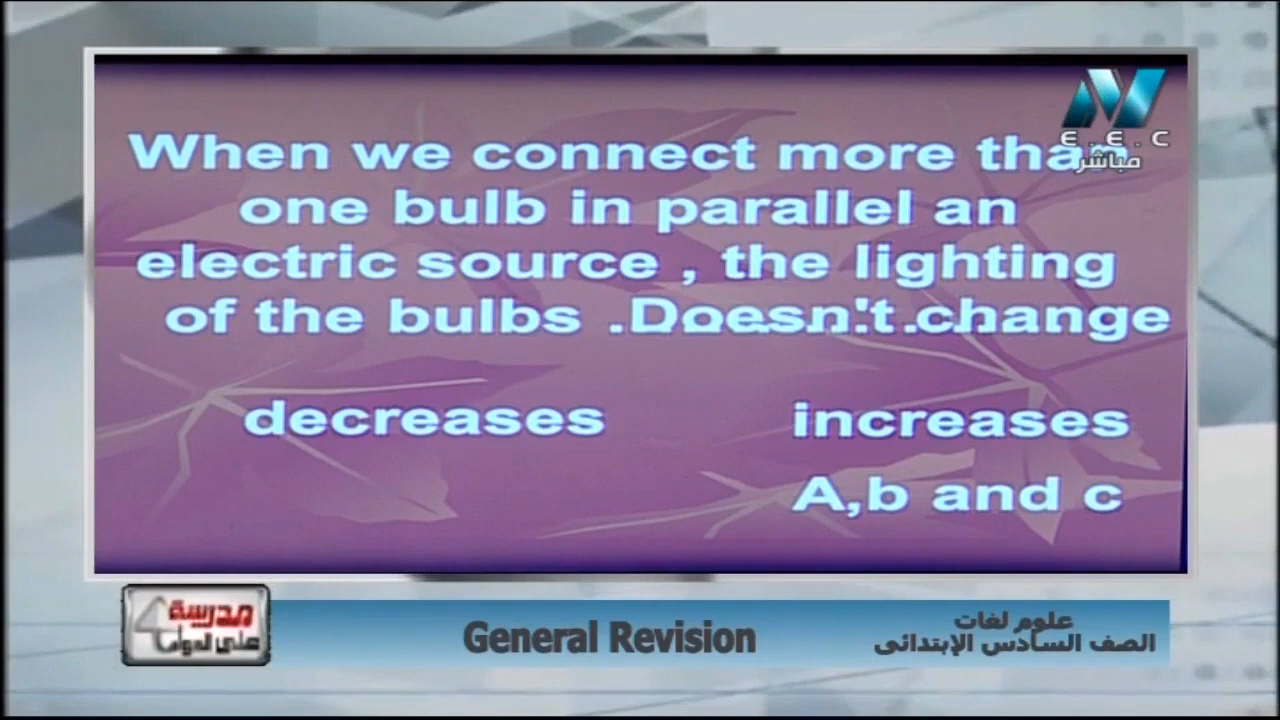 When we connect more than
one bulb in parallel an
electric source , the lighting
of the bulbs .Doesn't change
decreases
increases
A,b and c
E.E.C
مباشر
مدرسة
على الهواء
General Revision
علوم لغات
الصف السادس الإبتدائى